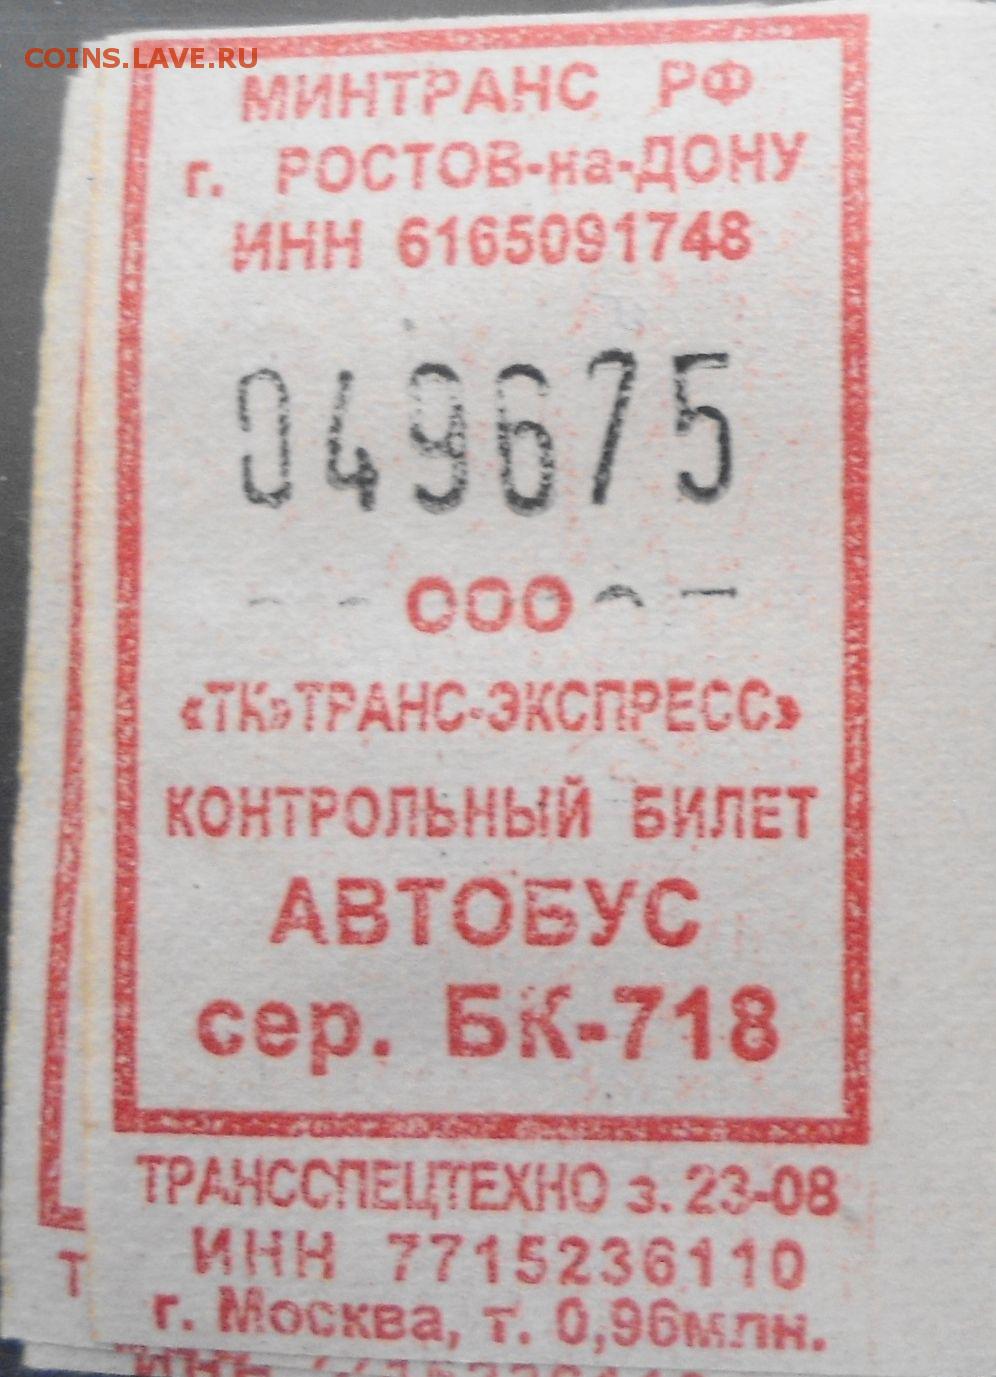 COINS.LAVE.RU
МИНТРАНС РФ
г. РОСТОВ-на-ДОНУ
ИНН 6165091748
049675
ООО
«ТК»ТРАНС-ЭКСПРЕСС»
КОНТРОЛЬНЫЙ БИЛЕТ
АВТОБУС
сер. БК-718
ТРАНССПЕЦТЕХНО з. 23-08
ИНН 7715236110
г. Москва, т. 0,96млн.
Т